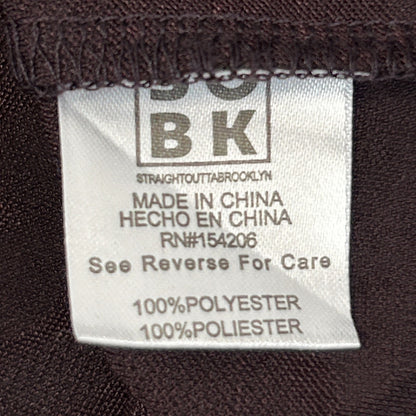 BK
STRAIGHTOUTTABROOKLYN
MADE IN CHINA
HECHO EN CHINA
RN#154206
See Reverse For Care
100%POLYESTER
100%POLIESTER